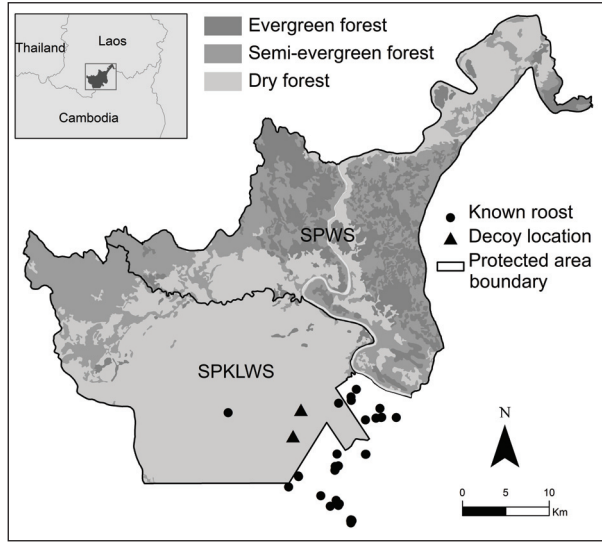 Thailand
Laos
Cambodia
Evergreen forest
Semi-evergreen forest
Dry forest
SPWS
Known roost
Decoy location
Protected area
boundary
SPKLWS
N
0 5 10
Km